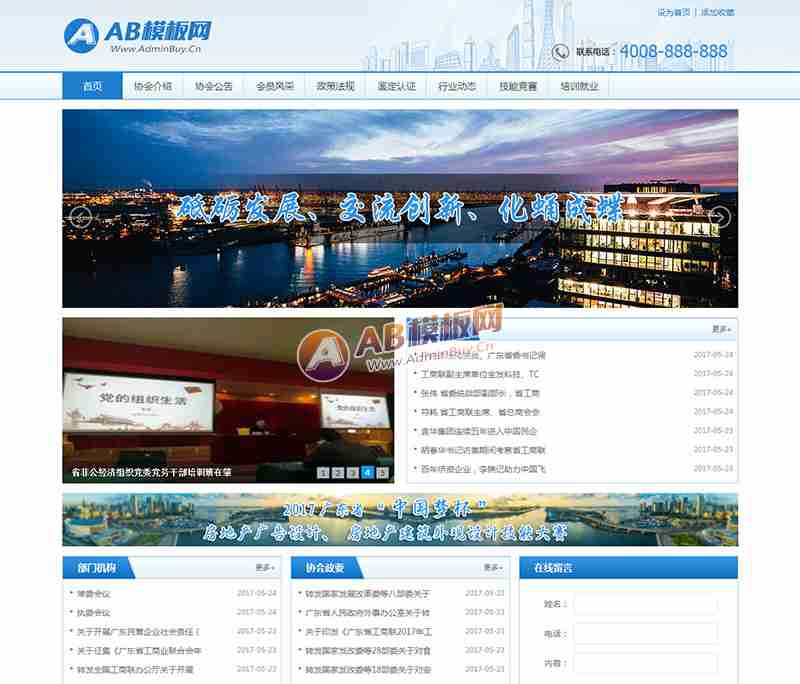 设为首页 | 添加收藏
AB模板网
Www.AdminBuy.Cn
联系电话：4008-888-888
首页 协会介绍 协会公告 会员风采 政策法规 鉴定认证 行业动态 技能竞赛 培训就业
砥砺发展、交流创新、化蛹成蝶
党的组织生活
党的组织生活
省非公经济组织党委党务干部培训班在肇
1 2 3 4 5
AB模板网
Www.AdminBuy.Cn
更多+
广东省委书记调 2017-05-24
工商联副主席单位金发科技、TC 2017-05-24
张伟 省委统战部副部长，省工商 2017-05-24
符耗 省工商联主席、省总商会会 2017-05-24
宜华集团连续五年进入中国民企 2017-05-24
胡春华书记访美期间考察省工商联 2017-05-24
百年侨资企业，李锦记助力中国飞 2017-05-23
2017广东省“中国梦杯”
房地产广告设计、房地产建筑外观设计技能大赛
部门机构 更多+
常委会议 2017-05-24
执委会议 2017-05-24
关于开展广东民营企业社会责任（ 2017-05-23
关于征集《广东省工商业联合会年 2017-05-23
转发全国工商联办公厅关于开展 2017-05-23
协会政要 更多+
转发国家发展改革委等八部委关于 2017-05-23
广东省人民政府外事办公室关于转 2017-05-23
关于印发《广东省工商联2017年工 2017-05-23
转发国家发改委等28部委关于对食 2017-05-23
转发国家发改委等18部委关于对安 2017-05-23
在线留言
姓名：
电话：
内容：